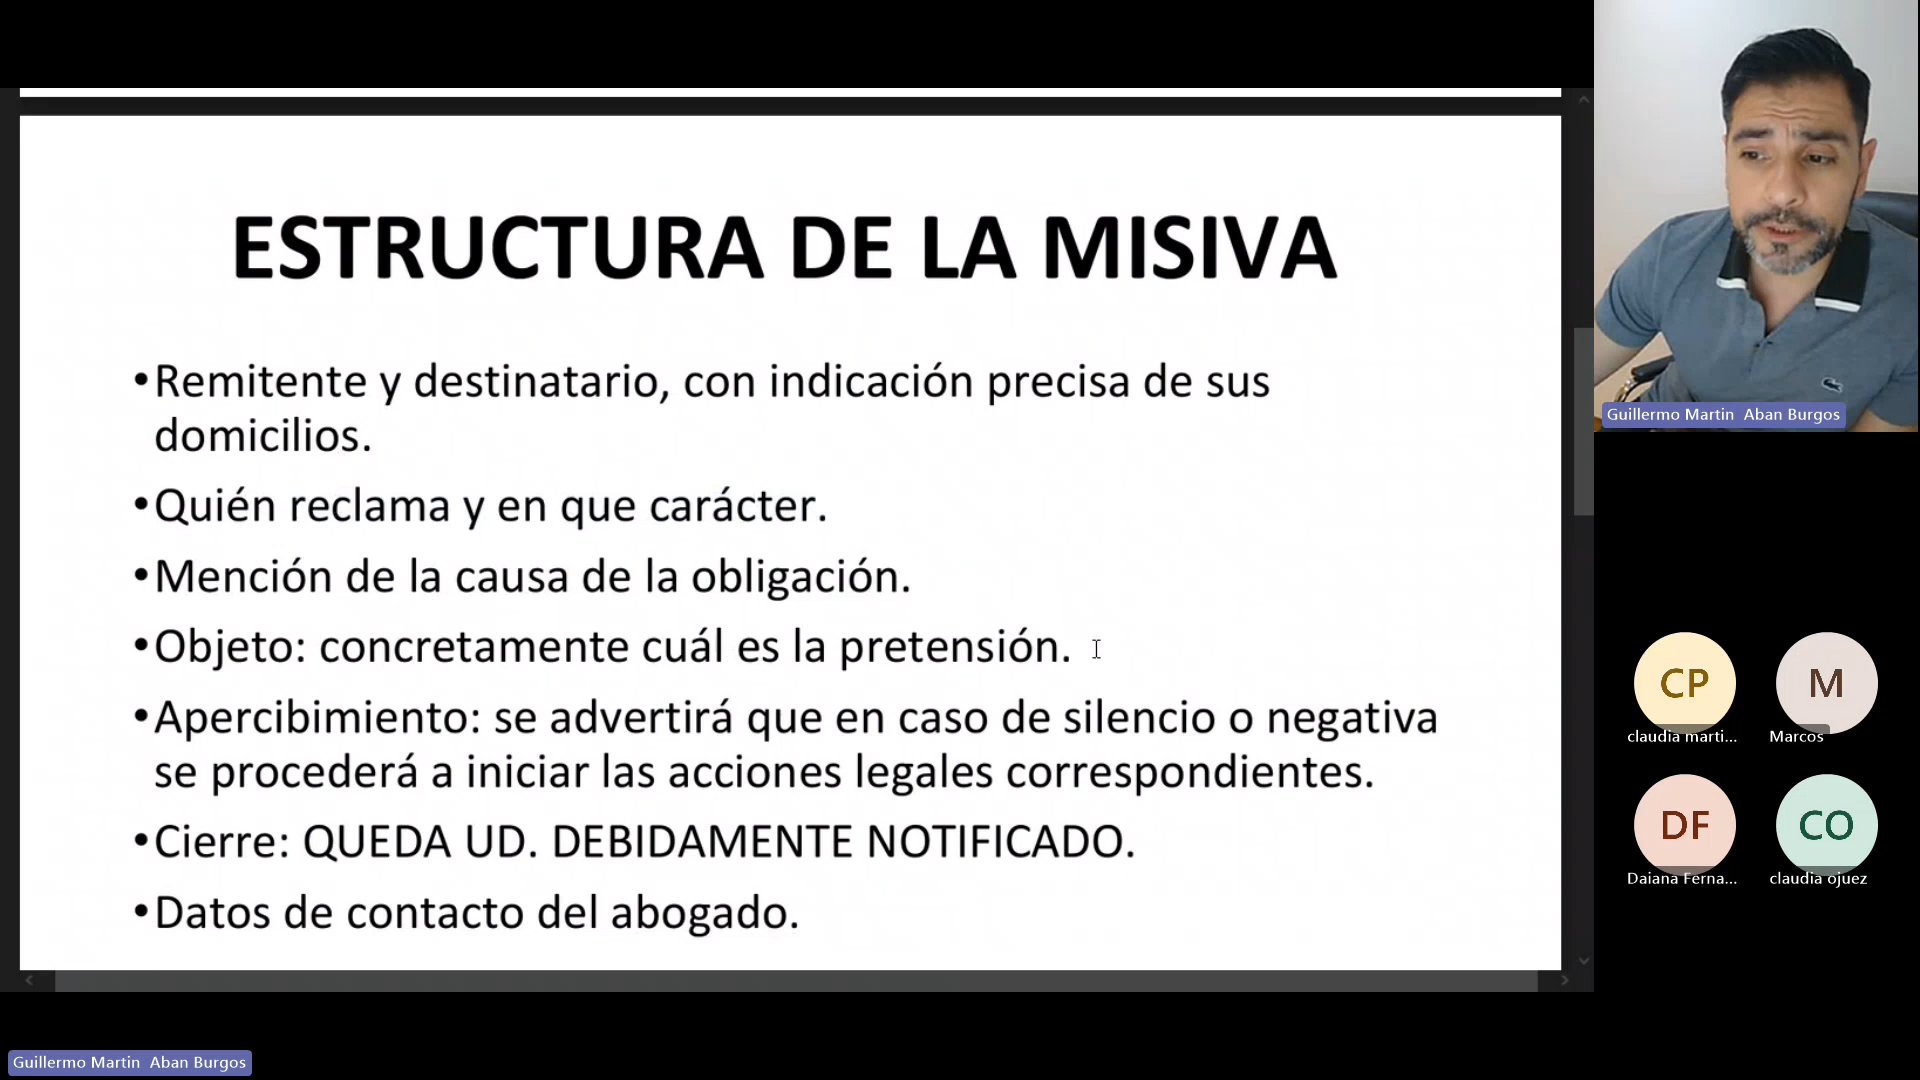 ESTRUCTURA DE LA MISIVA
•Remitente y destinatario, con indicación precisa de sus
domicilios.
•Quién reclama y en que carácter.
•Mención de la causa de la obligación.
•Objeto: concretamente cuál es la pretensión.
•Apercibimiento: se advertirá que en caso de silencio o negativa
se procederá a iniciar las acciones legales correspondientes.
•Cierre: QUEDA UD. DEBIDAMENTE NOTIFICADO.
•Datos de contacto del abogado.
Guillermo Martin Aban Burgos
CP
claudia marti...
M
Marcos
DF
Daiana Ferna...
CO
claudia ojuez
Guillermo Martin Aban Burgos